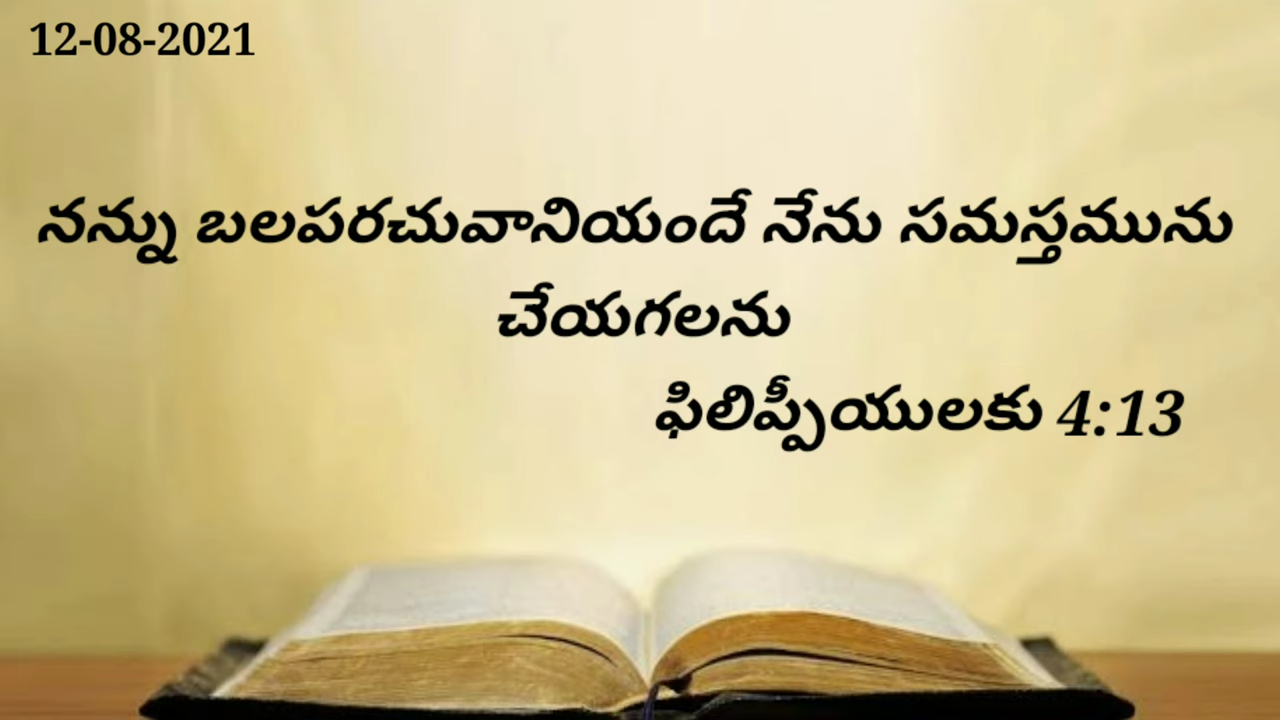 12-08-2021
నన్ను బలపరచువానియందే నేను సమస్తమును
చేయగలను
ఫిలిప్పీయులకు 4:13